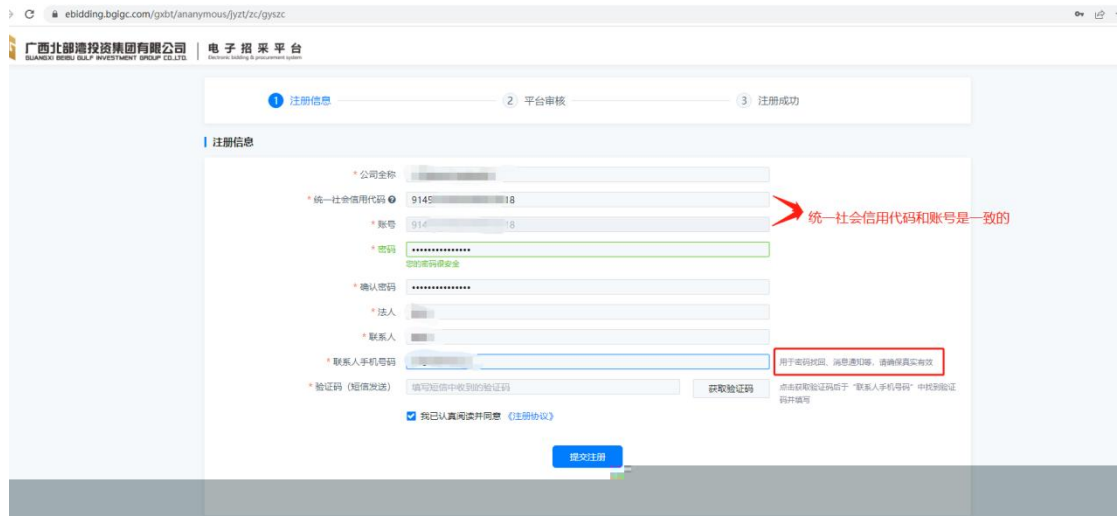 ebidding.bgigc.com/gxbt/ananymous/jyzt/zc/gyszc
广西北部湾投资集团有限公司 电子招采平台
GUANGXI BEIBU GULF INVESTMENT GROUP CO.,LTD. Electronic bidding & procurement system
1 注册信息 2 平台审核 3 注册成功
注册信息
* 公司全称
* 统一社会信用代码 9145 18
* 账号 914 8
统一社会信用代码和账号是一致的
* 密码 •••••••••••••••
您的密码很安全
* 确认密码 •••••••••••••••
* 法人
* 联系人
* 联系人手机号码 用于密码找回、消息通知等，请确保真实有效
* 验证码（短信发送） 填写短信中收到的验证码 获取验证码 点击获取验证码后于“联系人手机号码”中找到验证
码并填写
我已认真阅读并同意 《注册协议》
提交注册